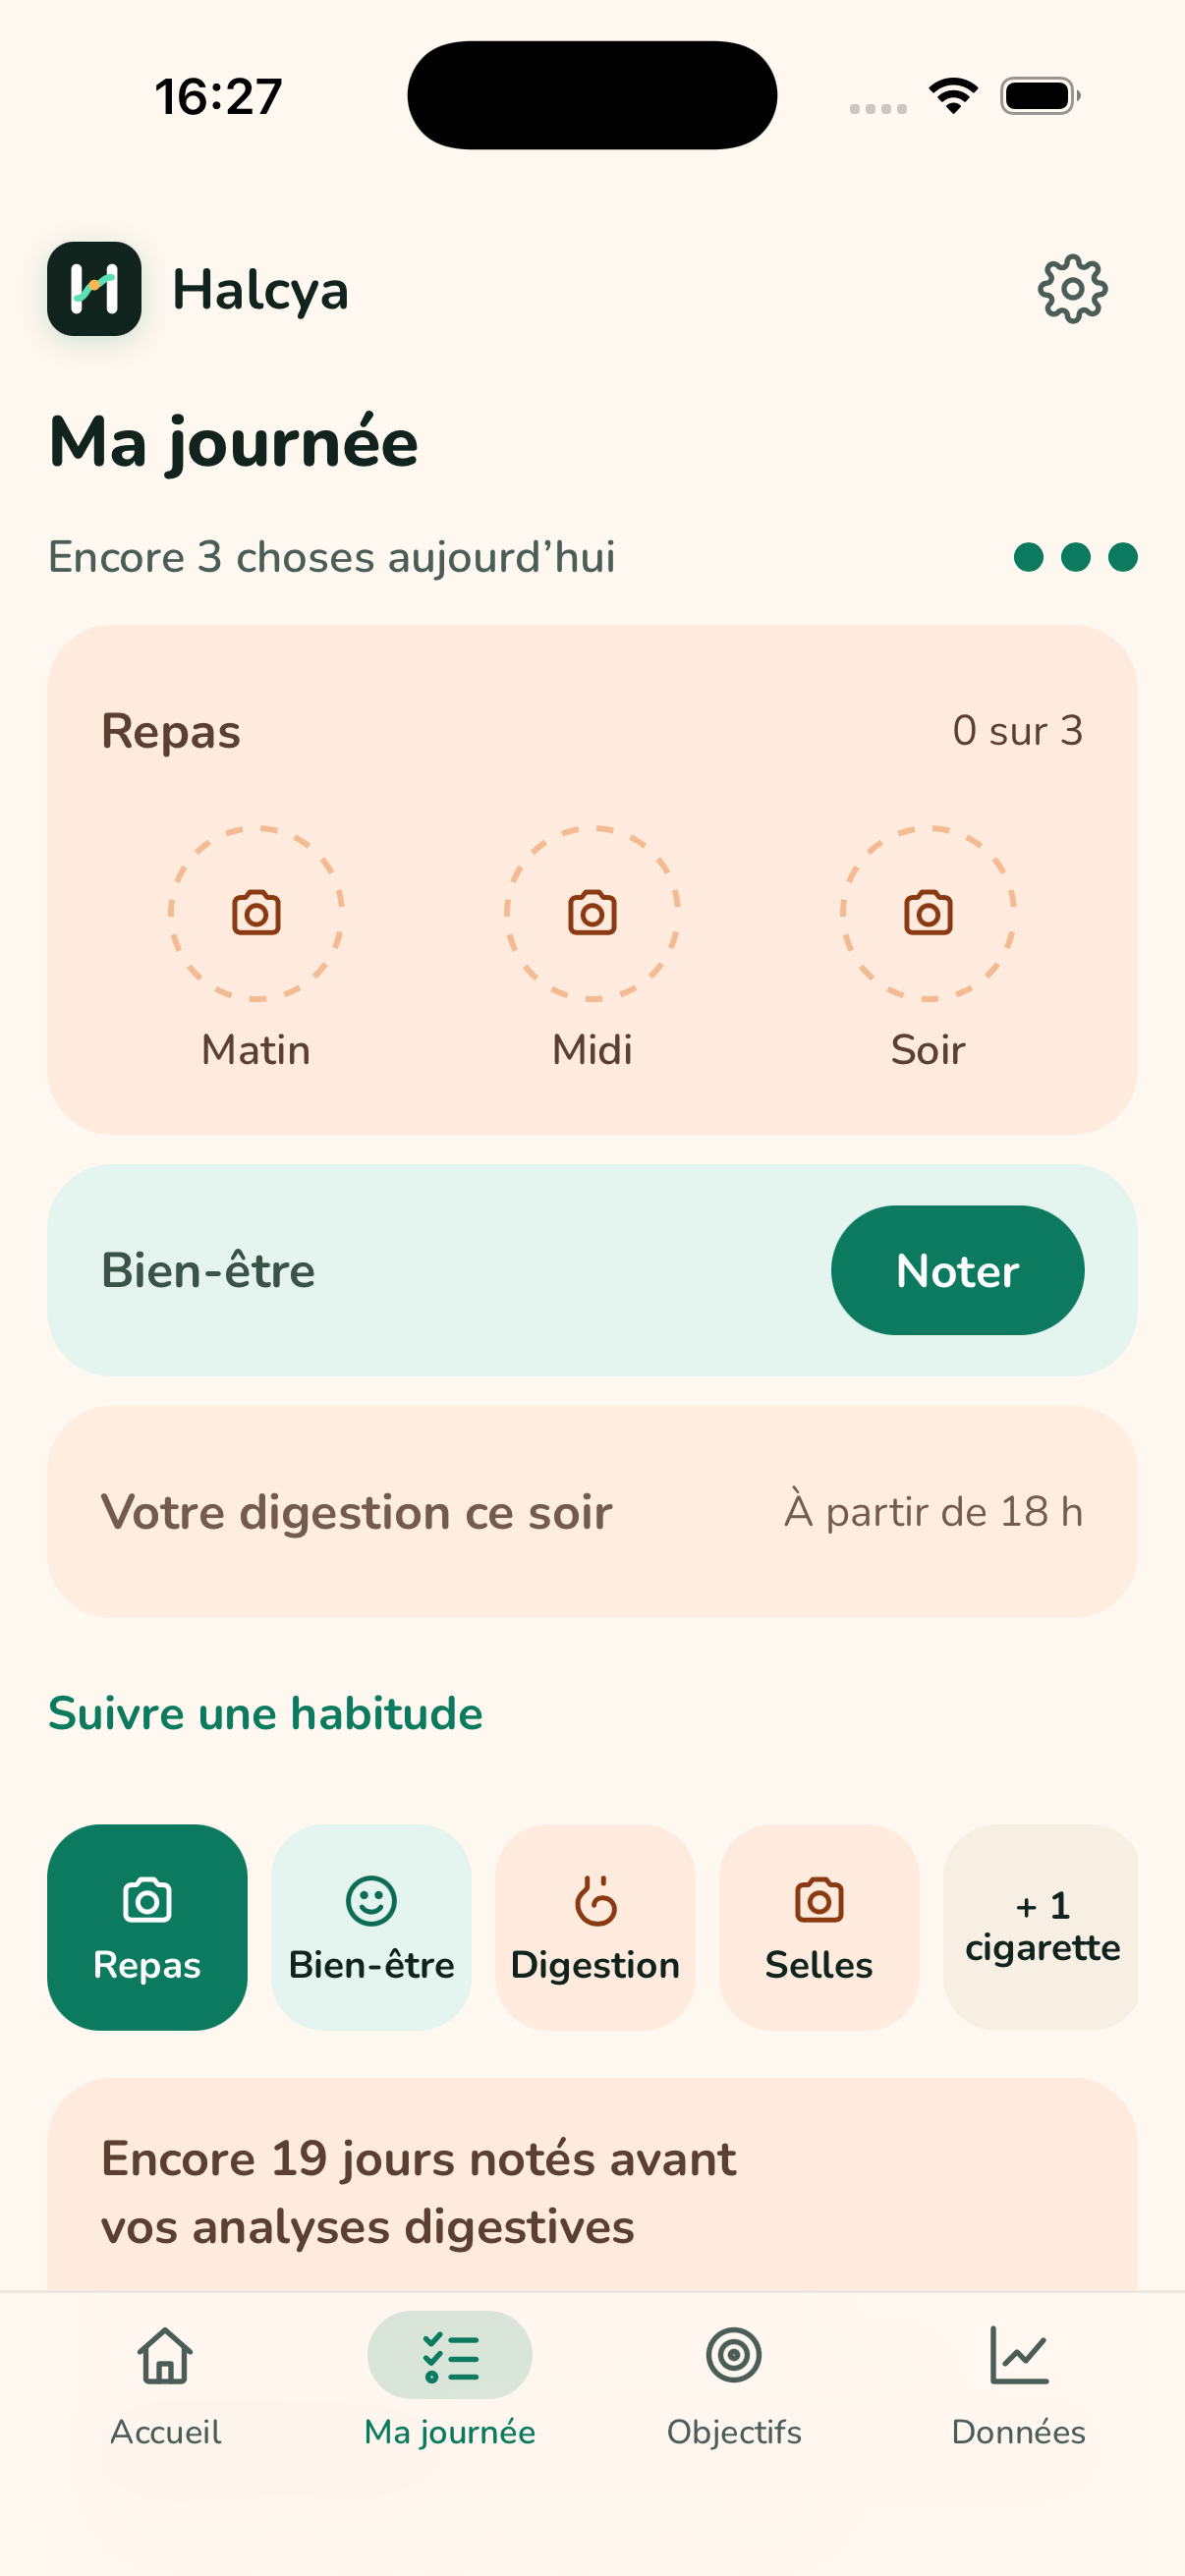 16:27
Halcya
Ma journée
Encore 3 choses aujourd’hui
Repas
0 sur 3
Matin
Midi
Soir
Bien-être
Noter
Votre digestion ce soir
À partir de 18 h
Suivre une habitude
Repas
Bien-être
Digestion
Selles
+ 1
cigarette
Encore 19 jours notés avant
vos analyses digestives
Accueil
Ma journée
Objectifs
Données